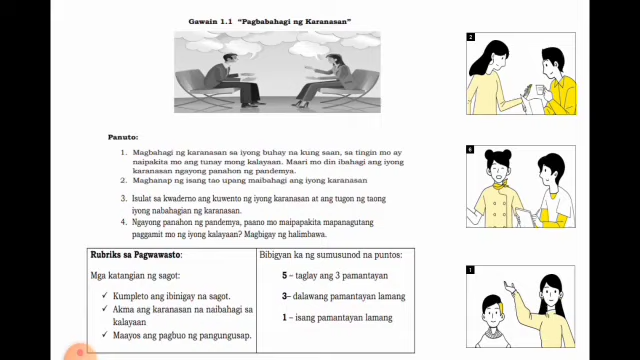 Gawain 1.1 "Pagbabahagi ng Karanasan"
Panuto:
1. Magbahagi ng karanasan sa iyong buhay na kung saan, sa tingin mo ay
naipakita mo ang tunay mong kalayaan. Maari mo din ibahagi ang iyong
karanasan ngayong panahon ng pandemya.
2. Maghanap ng isang tao upang maibahagi ang iyong karanasan
3. Isulat sa kwaderno ang kuwento ng iyong karanasan at ang tugon ng taong
iyong nabahagian ng karanasan.
4. Ngayong panahon ng pandemya, paano mo maipapakita mapanagutang
paggamit mo ng iyong kalayaan? Magbigay ng halimbawa.
Rubriks sa Pagwawasto:
Mga katangian ng sagot:
✓ Kumpleto ang ibinigay na sagot.
✓ Akma ang karanasan na naibahagi sa
kalayaan
✓ Maayos ang pagbuo ng pangungusap.
Bibigyan ka ng sumusunod na puntos:
5 – taglay ang 3 pamantayan
3– dalawang pamantayan lamang
1 – isang pamantayan lamang
2
6
1
8